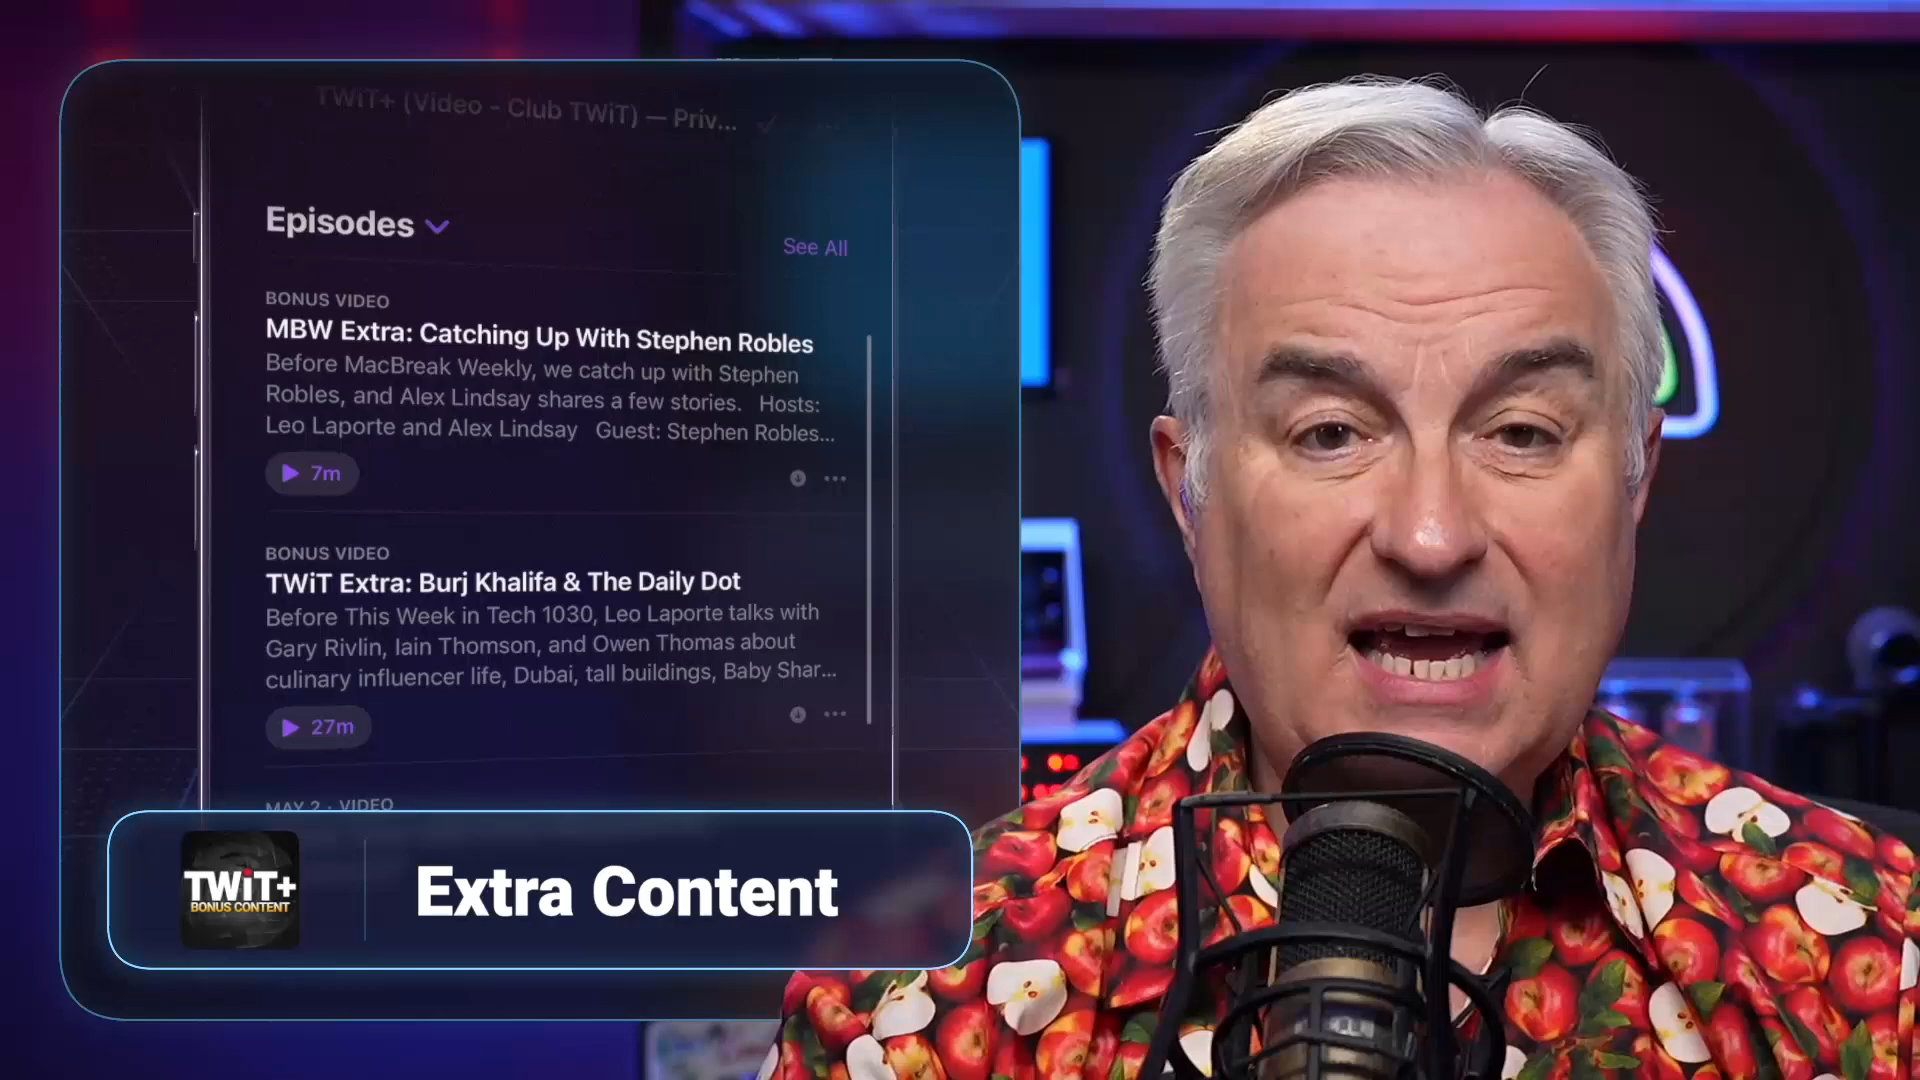 TWiT+ (Video - Club TWiT) — Priv...
Episodes
See All
BONUS VIDEO
MBW Extra: Catching Up With Stephen Robles
Before MacBreak Weekly, we catch up with Stephen
Robles, and Alex Lindsay shares a few stories. Hosts:
Leo Laporte and Alex Lindsay Guest: Stephen Robles...
7m
BONUS VIDEO
TWiT Extra: Burj Khalifa & The Daily Dot
Before This Week in Tech 1030, Leo Laporte talks with
Gary Rivlin, Iain Thomson, and Owen Thomas about
culinary influencer life, Dubai, tall buildings, Baby Shar...
27m
MAY 2 · VIDEO
TWiT+
BONUS CONTENT
Extra Content